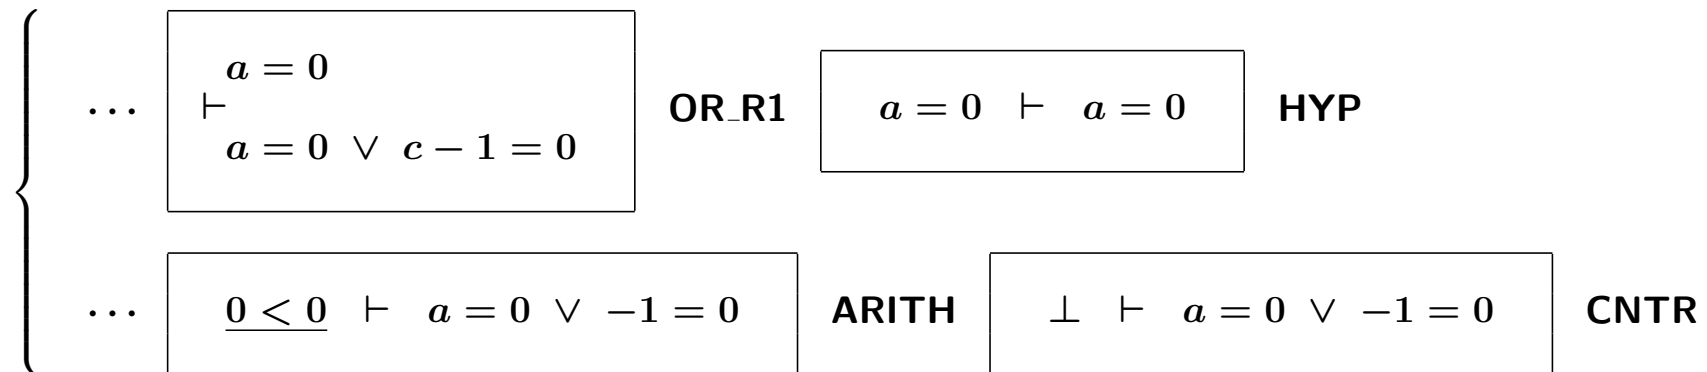 a = 0
··· ⊢ OR_R1 a = 0 ⊢ a = 0 HYP
a = 0 ∨ c − 1 = 0
··· 0 < 0 ⊢ a = 0 ∨ −1 = 0 ARITH ⊥ ⊢ a = 0 ∨ −1 = 0 CNTR